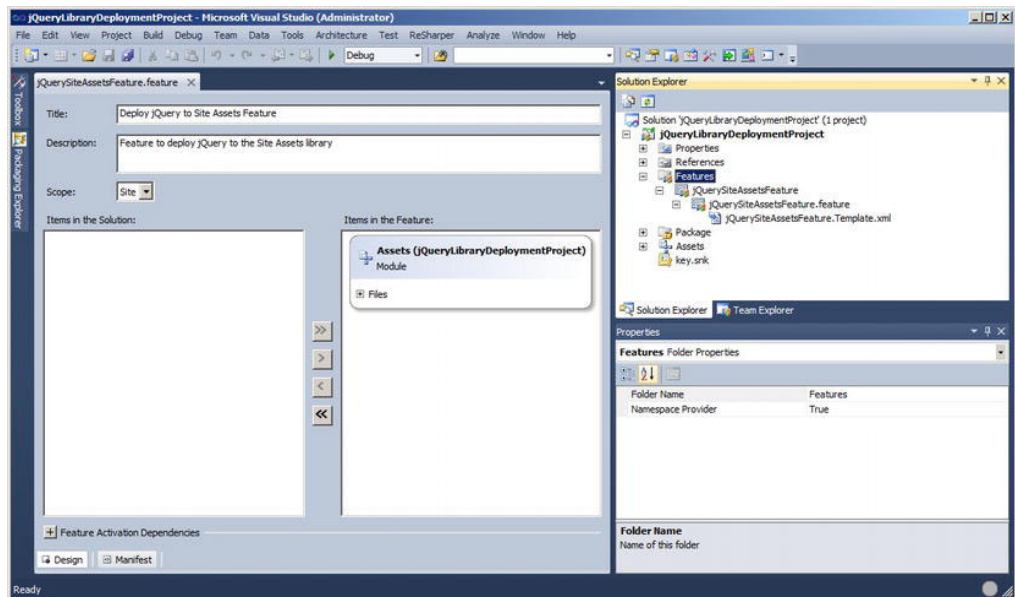 jQueryLibraryDeploymentProject - Microsoft Visual Studio (Administrator)
File Edit View Project Build Debug Team Data Tools Architecture Test ReSharper Analyze Window Help
Debug
Toolbox
Packaging Explorer
jQuerySiteAssetsFeature.feature
Title:
Deploy jQuery to Site Assets Feature
Description:
Feature to deploy jQuery to the Site Assets library
Scope:
Site
Items in the Solution:
Items in the Feature:
Assets (jQueryLibraryDeploymentProject)
Module
Files
Feature Activation Dependencies
Design Manifest
Solution Explorer
Solution 'jQueryLibraryDeploymentProject' (1 project)
jQueryLibraryDeploymentProject
Properties
References
Features
jQuerySiteAssetsFeature
jQuerySiteAssetsFeature.feature
jQuerySiteAssetsFeature.Template.xml
Package
Assets
key.snk
Solution Explorer Team Explorer
Properties
Features Folder Properties
Folder Name Features
Namespace Provider True
Folder Name
Name of this folder
Ready